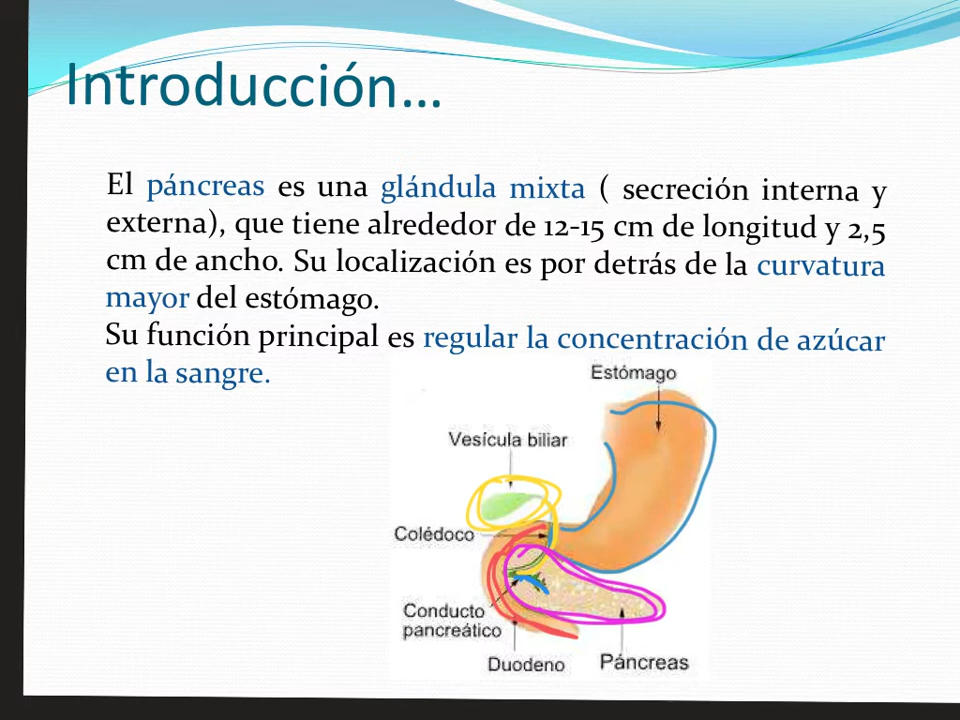 Introducción...
El páncreas es una glándula mixta ( secreción interna y
externa), que tiene alrededor de 12-15 cm de longitud y 2,5
cm de ancho. Su localización es por detrás de la curvatura
mayor del estómago.
Su función principal es regular la concentración de azúcar
en la sangre.
Estómago
Vesícula biliar
Colédoco
Conducto
pancreático
Duodeno
Páncreas